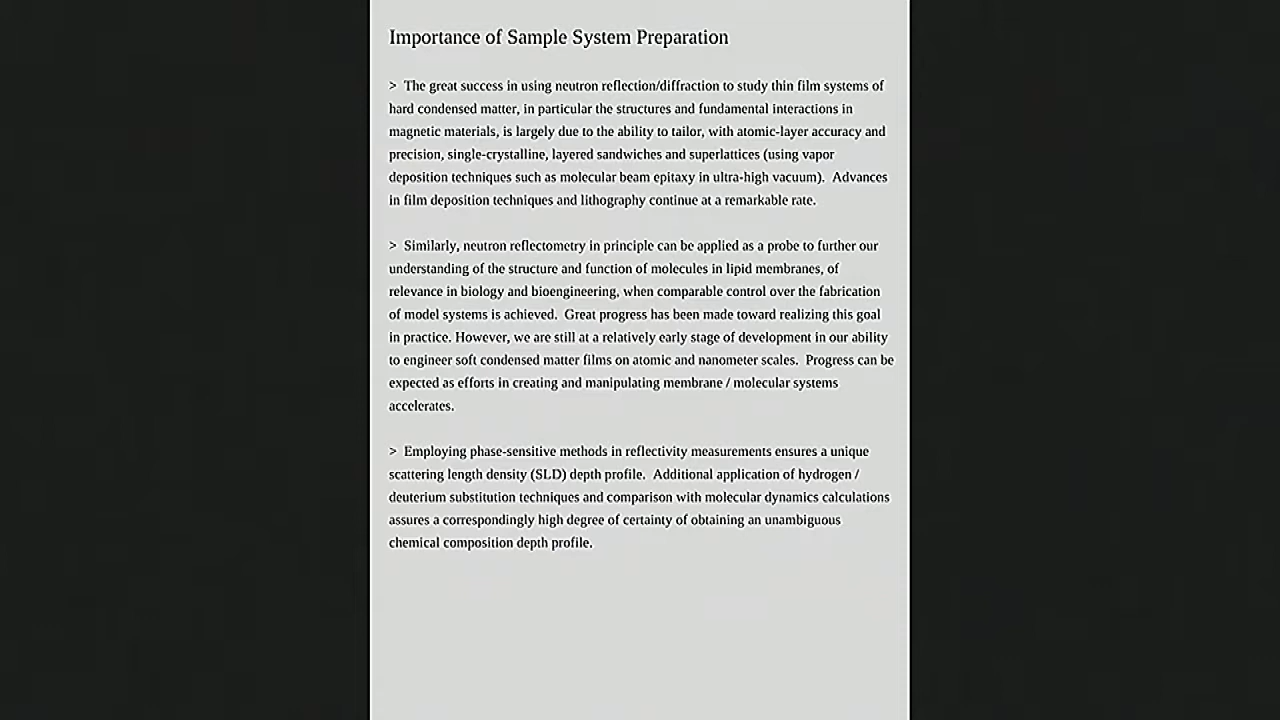 Importance of Sample System Preparation
> The great success in using neutron reflection/diffraction to study thin film systems of
hard condensed matter, in particular the structures and fundamental interactions in
magnetic materials, is largely due to the ability to tailor, with atomic-layer accuracy and
precision, single-crystalline, layered sandwiches and superlattices (using vapor
deposition techniques such as molecular beam epitaxy in ultra-high vacuum).  Advances
in film deposition techniques and lithography continue at a remarkable rate.
> Similarly, neutron reflectometry in principle can be applied as a probe to further our
understanding of the structure and function of molecules in lipid membranes, of
relevance in biology and bioengineering, when comparable control over the fabrication
of model systems is achieved.  Great progress has been made toward realizing this goal
in practice. However, we are still at a relatively early stage of development in our ability
to engineer soft condensed matter films on atomic and nanometer scales.  Progress can be
expected as efforts in creating and manipulating membrane / molecular systems
accelerates.
> Employing phase-sensitive methods in reflectivity measurements ensures a unique
scattering length density (SLD) depth profile.  Additional application of hydrogen /
deuterium substitution techniques and comparison with molecular dynamics calculations
assures a correspondingly high degree of certainty of obtaining an unambiguous
chemical composition depth profile.